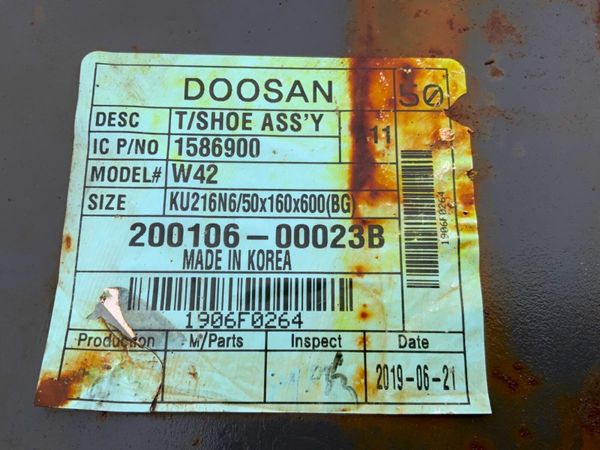 DOOSAN 50
DESC T/SHOE ASS'Y
IC P/NO 1586900 11
MODEL# W42
SIZE KU216N6/50x160x600(BG)
200106-00023B
MADE IN KOREA
1906F0264
1906F0264
Production M/Parts Inspect Date
2019-06-21